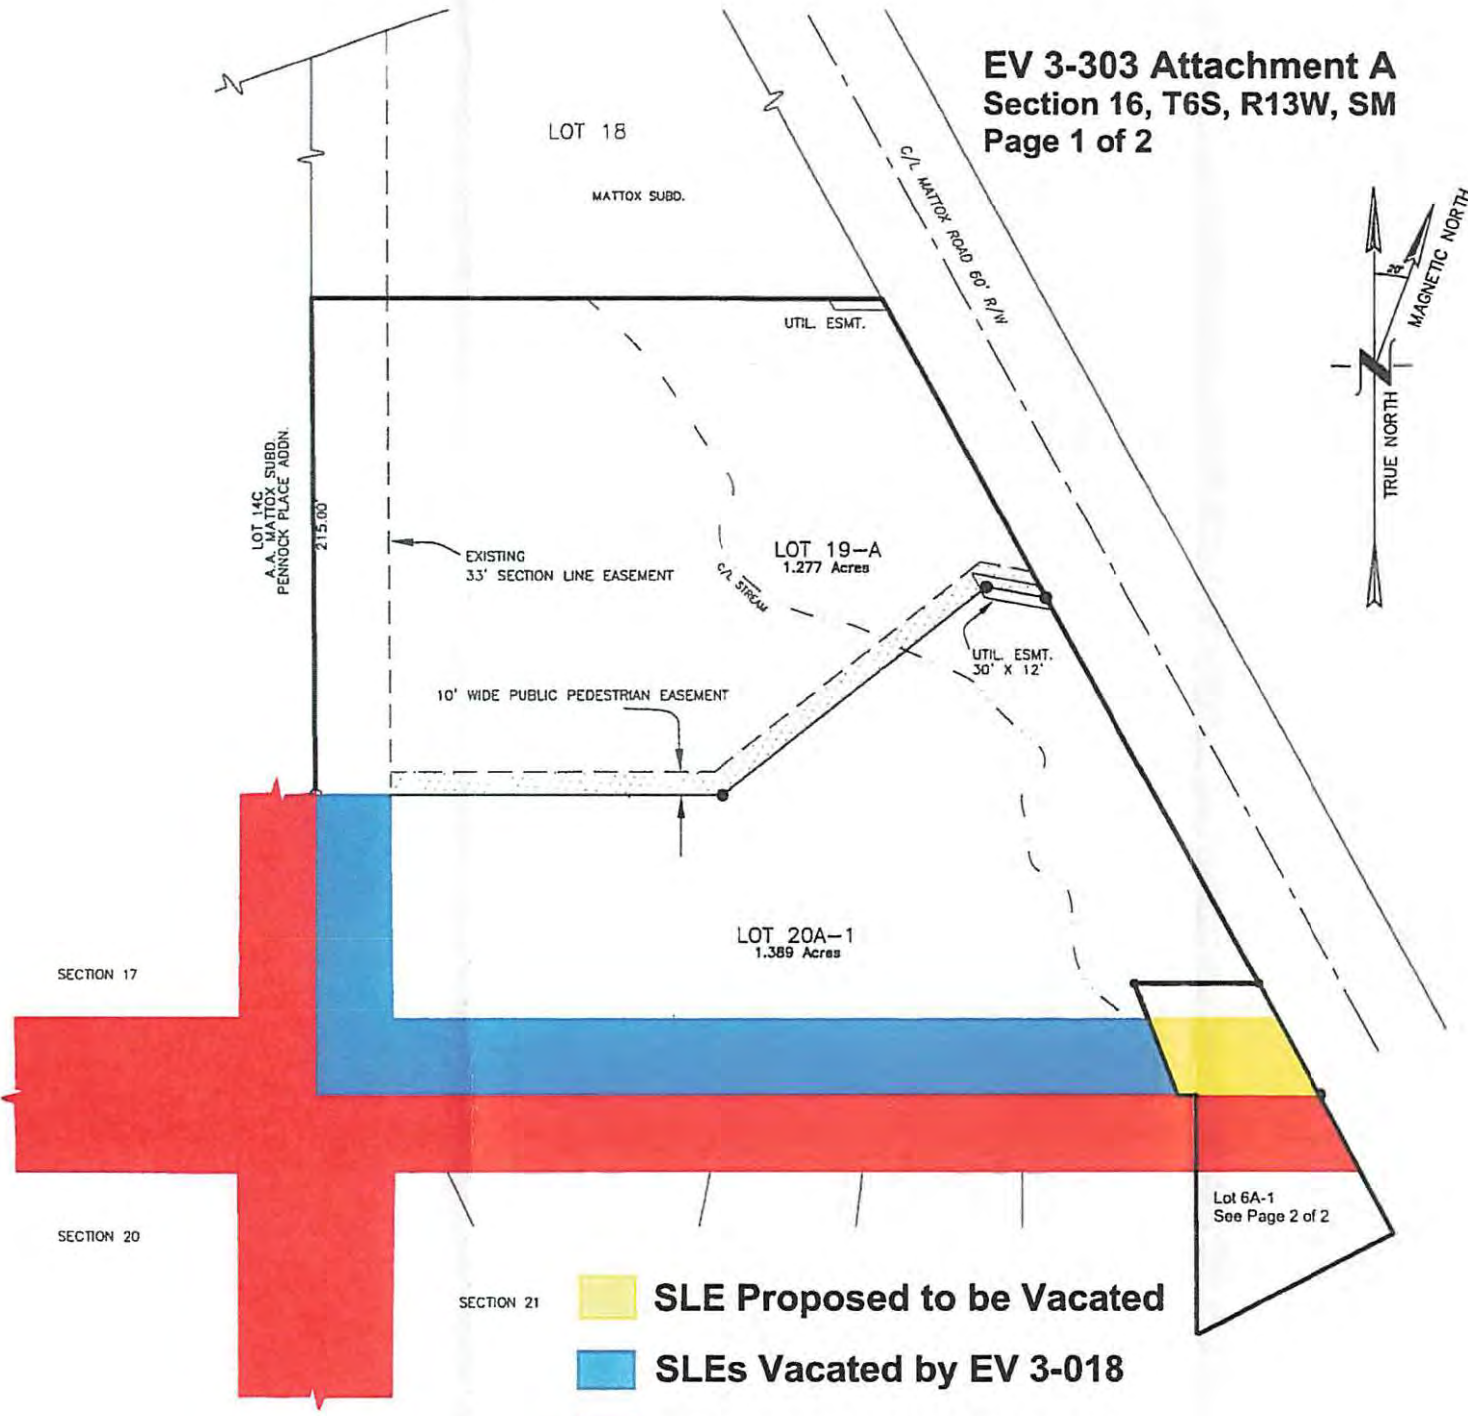 EV 3-303 Attachment A
Section 16, T6S, R13W, SM
Page 1 of 2
LOT 18
MATTOX SUBD.
C/L MATTOX ROAD 60' R/W
MAGNETIC NORTH
TRUE NORTH
UTIL. ESMT.
LOT 14C
A.A. MATTOX SUBD.
PENNOCK PLACE ADDN.
215.00'
EXISTING
33' SECTION LINE EASEMENT
C/L STREAM
LOT 19-A
1.277 Acres
UTIL. ESMT.
30' X 12'
10' WIDE PUBLIC PEDESTRIAN EASEMENT
LOT 20A-1
1.389 Acres
SECTION 17
SECTION 20
SECTION 21
Lot 6A-1
See Page 2 of 2
SLE Proposed to be Vacated
SLEs Vacated by EV 3-018